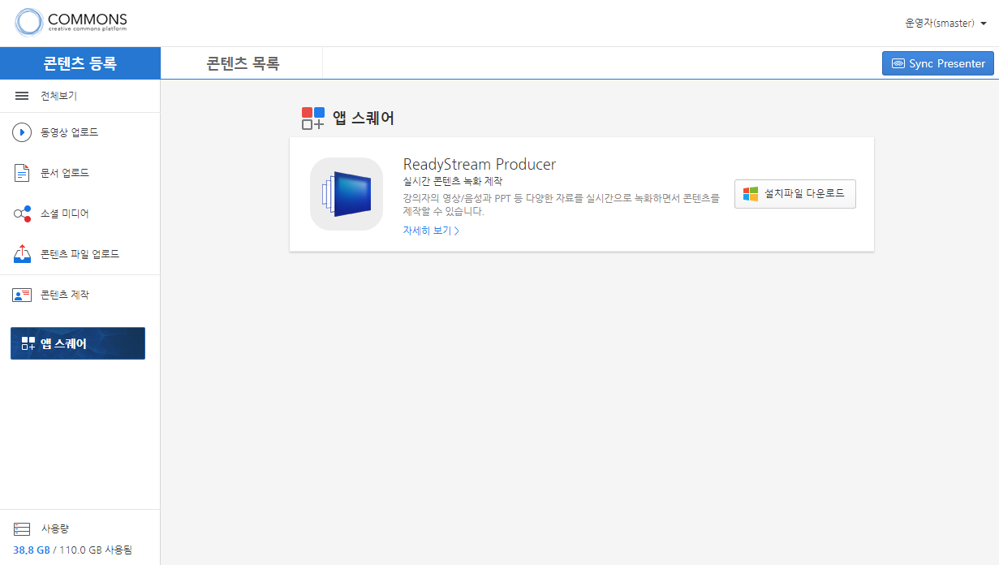 COMMONS
creative commons platform
운영자(smaster)
콘텐츠 등록
콘텐츠 목록
Sync Presenter
전체보기
동영상 업로드
문서 업로드
소셜 미디어
콘텐츠 파일 업로드
콘텐츠 제작
앱 스퀘어
앱 스퀘어
ReadyStream Producer
실시간 콘텐츠 녹화 제작
강의자의 영상/음성과 PPT 등 다양한 자료를 실시간으로 녹화하면서 콘텐츠를
제작할 수 있습니다.
자세히 보기 >
설치파일 다운로드
사용량
38.8 GB / 110.0 GB 사용됨